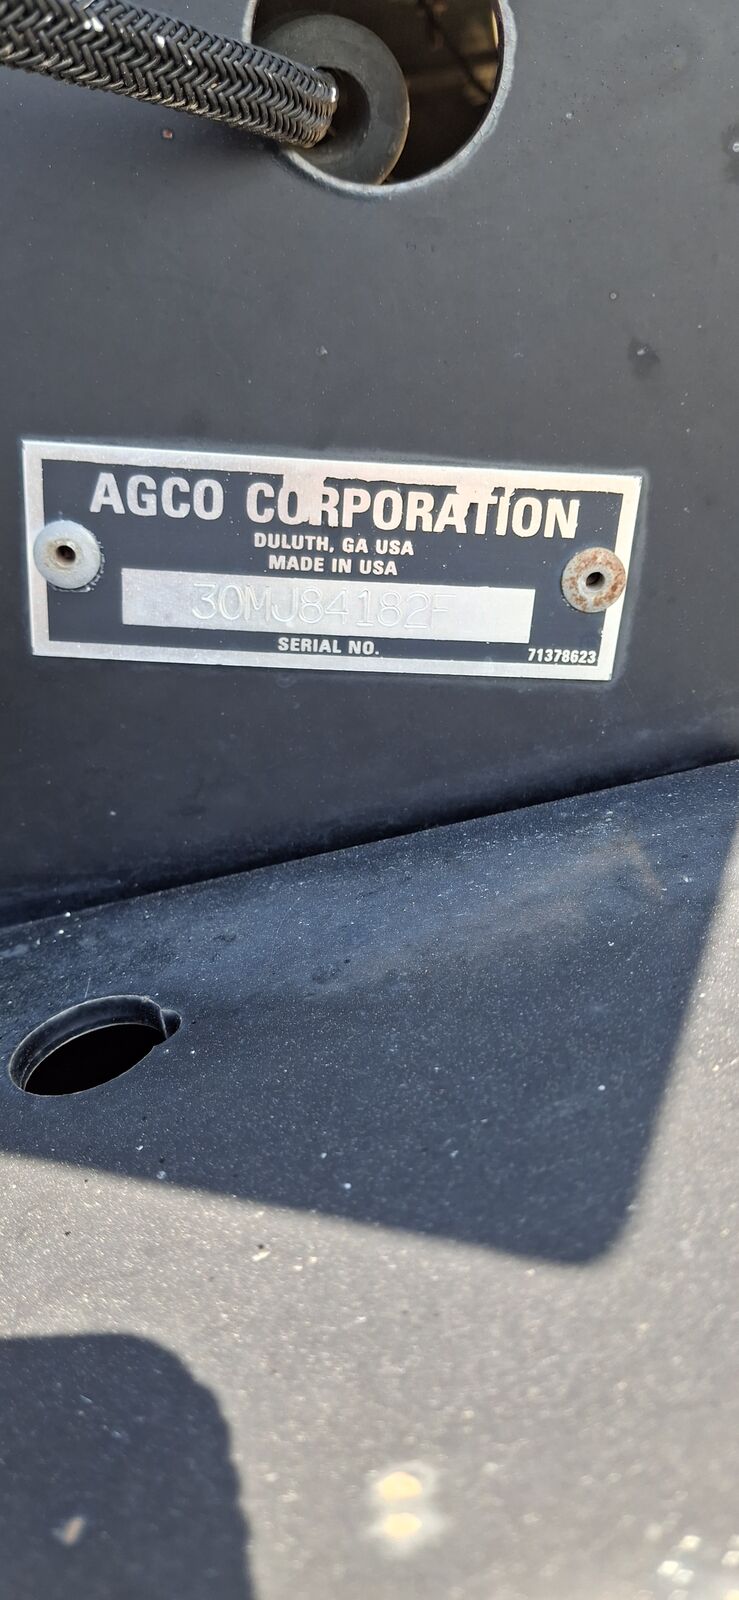 AGCO CORPORATION
DULUTH, GA USA
MADE IN USA
30MJ84182F
SERIAL NO.
71378623